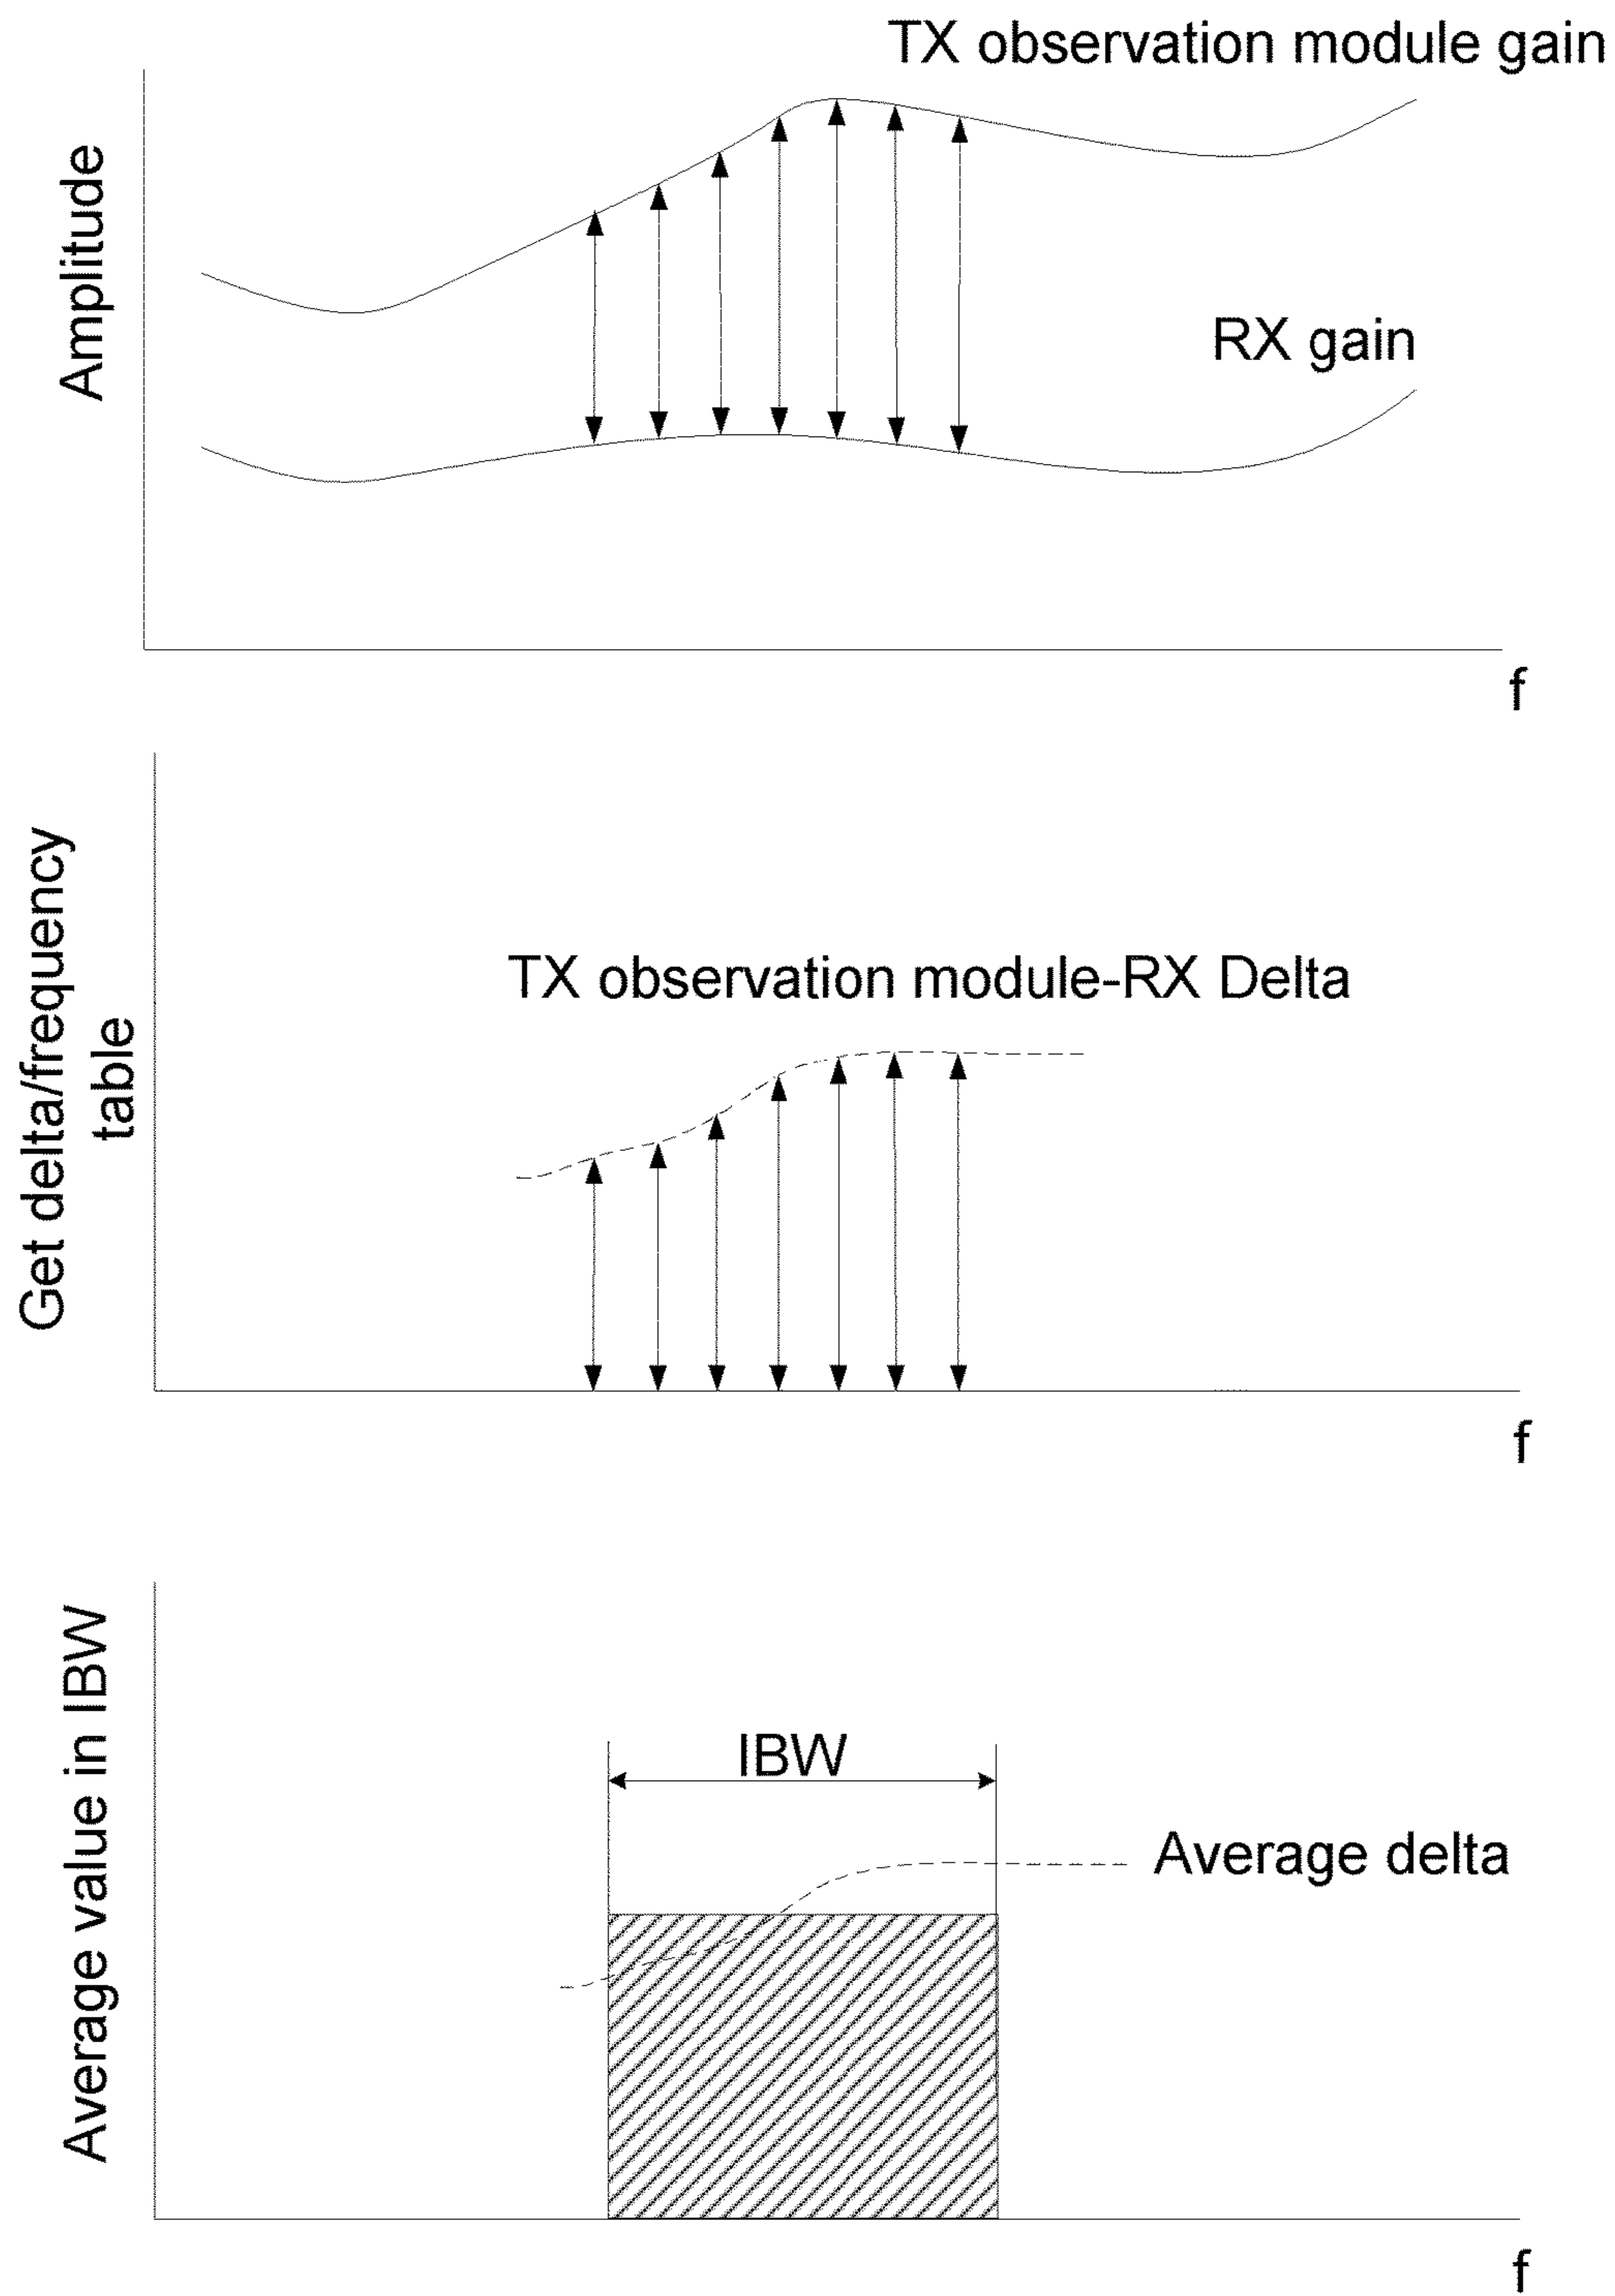 TX observation module gain
Amplitude
RX gain
f
Get delta/frequency
table
TX observation module-RX Delta
f
Average value in IBW
IBW
Average delta
f